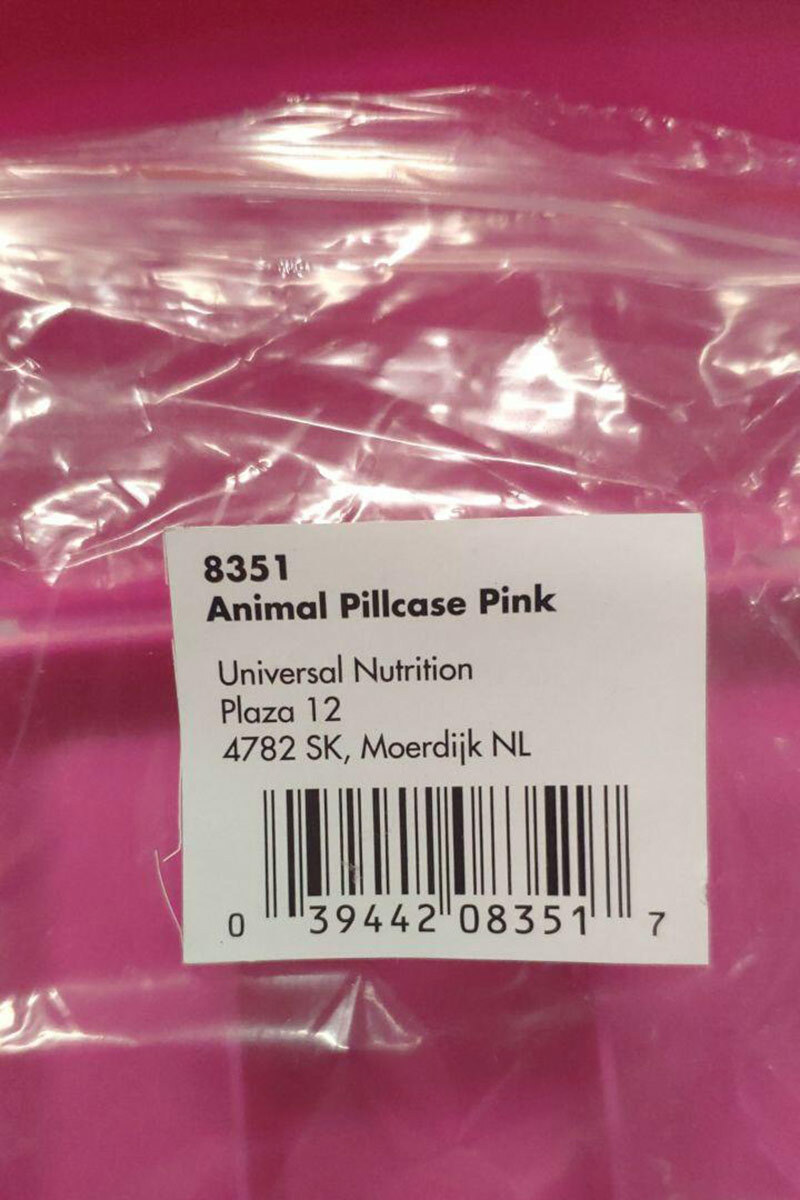 8351
Animal Pillcase Pink
Universal Nutrition
Plaza 12
4782 SK, Moerdijk NL
0 39442 08351 7